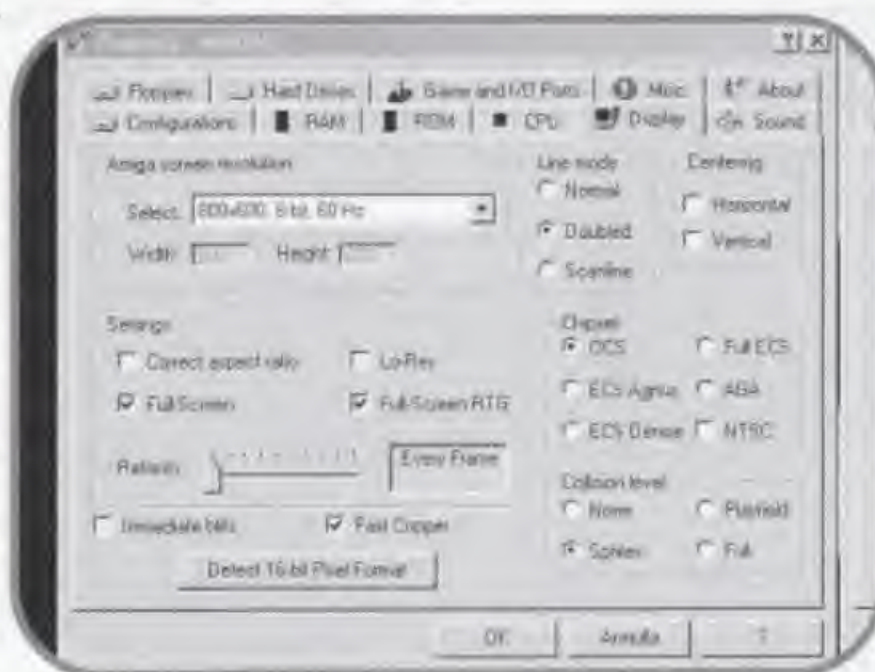 Floppies Hard Drives Game and I/O Ports Misc About
Configurations RAM ROM CPU Display Sound
Amiga screen resolution
Select: 800x600, 8 bit, 60 Hz
Width: Height:
Line mode
Normal
Doubled
Scanline
Centering
Horizontal
Vertical
Settings
Correct aspect ratio Lo-Res
Full-Screen Full-Screen RTG
Refresh: Every Frame
Immediate blits Fast Copper
Detect 16-bit Pixel Format
Chipset
OCS Full ECS
ECS Agnus AGA
ECS Denise NTSC
Collision level
None Playfield
Sprites Full
OK Annulla ?